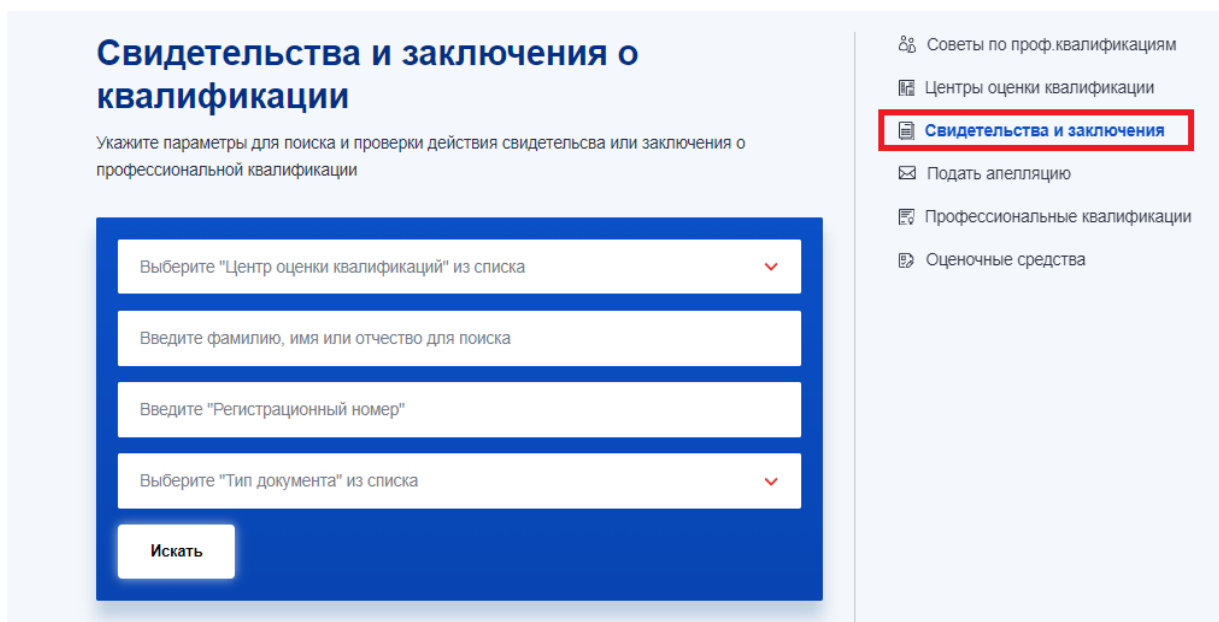 Свидетельства и заключения о
квалификации
Укажите параметры для поиска и проверки действия свидетельсва или заключения о
профессиональной квалификации
Выберите "Центр оценки квалификаций" из списка
Введите фамилию, имя или отчество для поиска
Введите "Регистрационный номер"
Выберите "Тип документа" из списка
Искать
Советы по проф.квалификациям
Центры оценки квалификации
Свидетельства и заключения
Подать апелляцию
Профессиональные квалификации
Оценочные средства